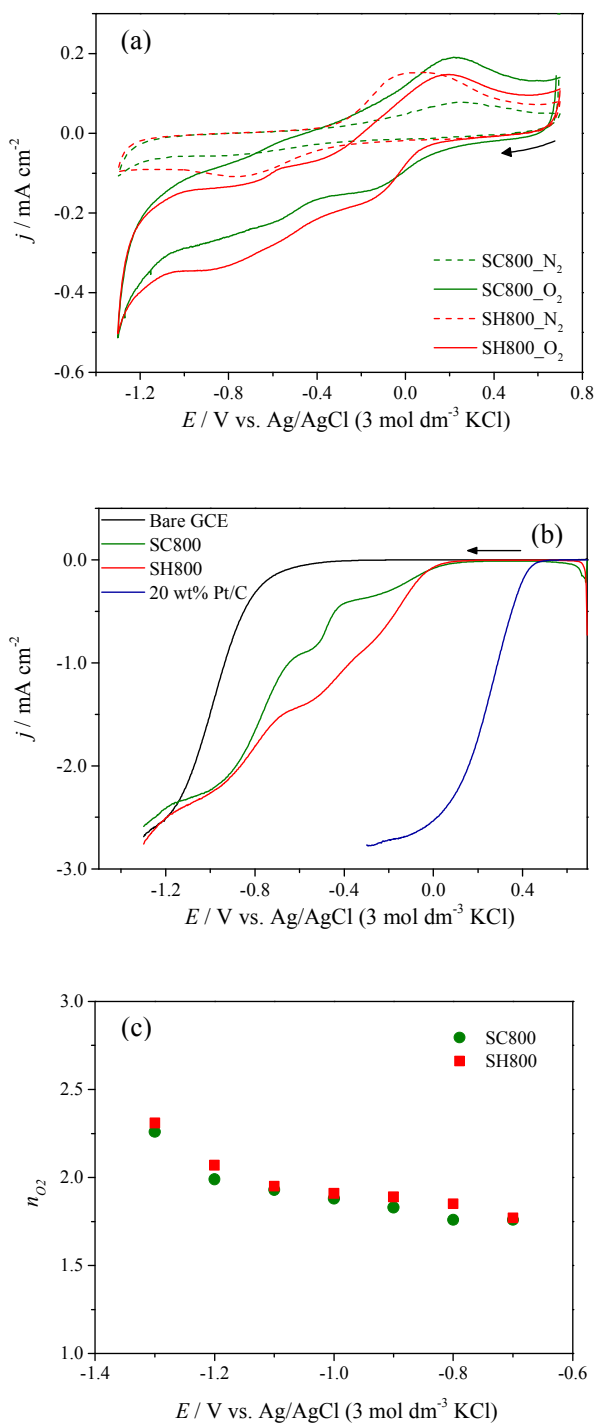 (a)
0.2
0.0
-0.2
-0.4
-0.6
j / mA cm⁻²
SC800_N₂
SC800_O₂
SH800_N₂
SH800_O₂
-1.2 -0.8 -0.4 0.0 0.4 0.8
E / V vs. Ag/AgCl (3 mol dm⁻³ KCl)
Bare GCE
SC800
SH800
20 wt% Pt/C
(b)
0.0
-1.0
-2.0
-3.0
j / mA cm⁻²
-1.2 -0.8 -0.4 0.0 0.4
E / V vs. Ag/AgCl (3 mol dm⁻³ KCl)
(c)
SC800
SH800
3.0
2.5
2.0
1.5
1.0
n_O2
-1.4 -1.2 -1.0 -0.8 -0.6
E / V vs. Ag/AgCl (3 mol dm⁻³ KCl)